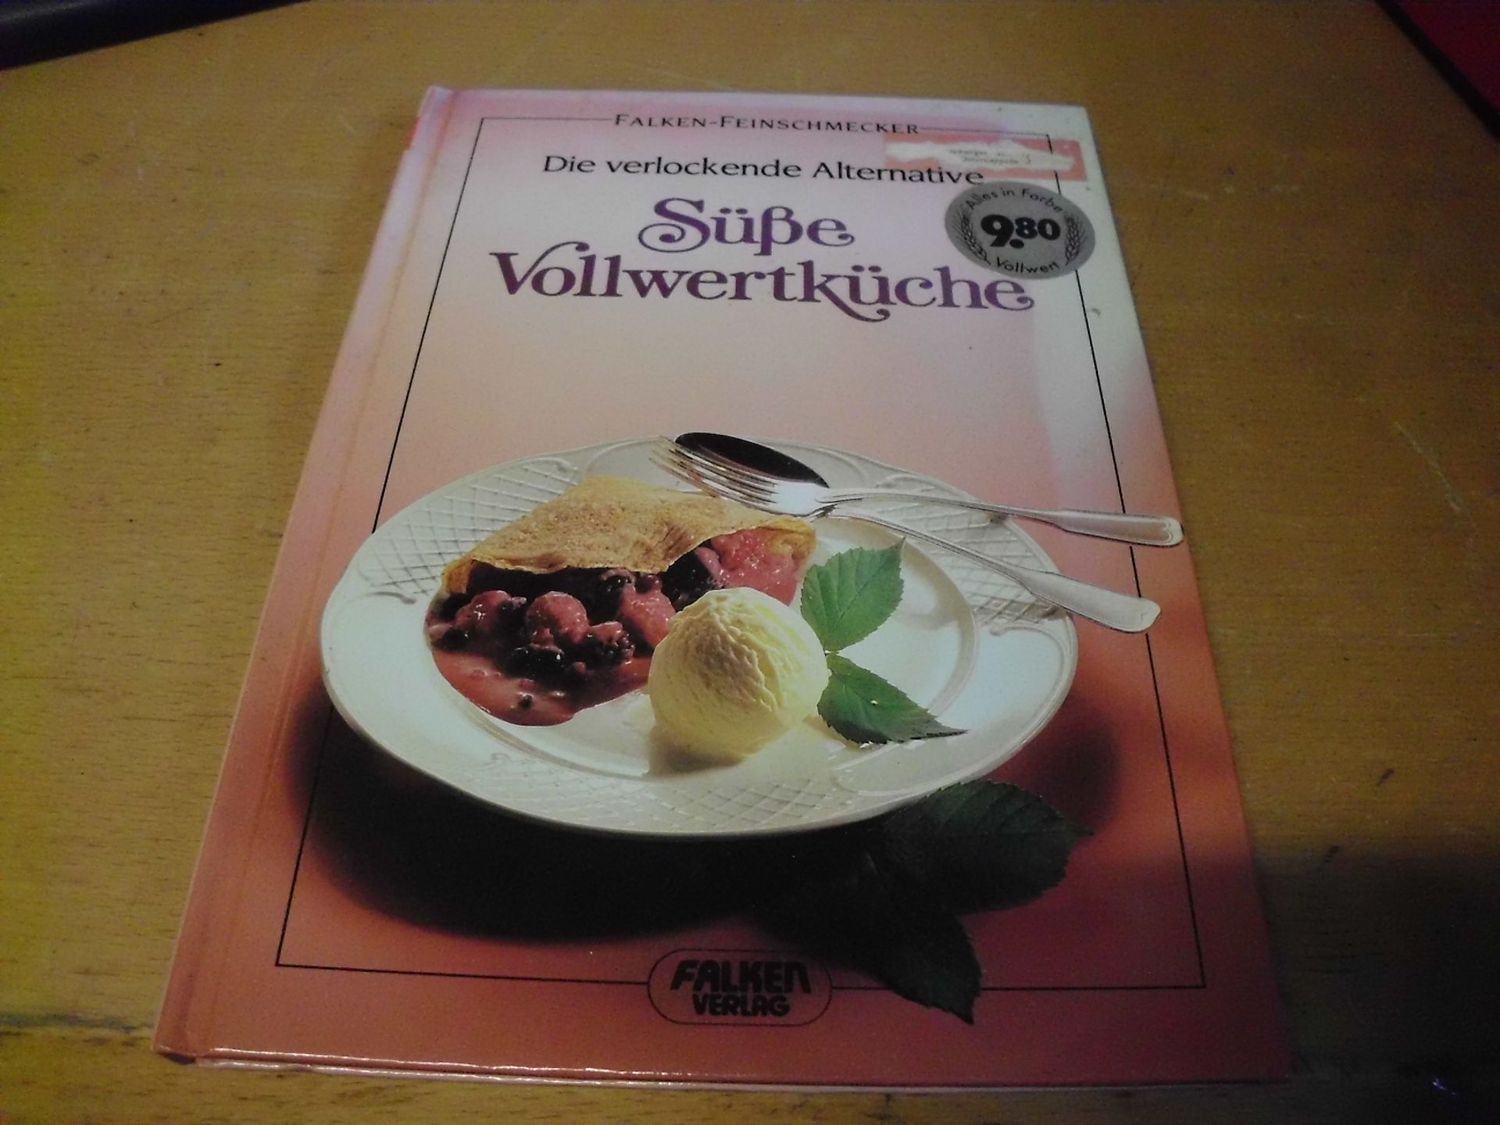 FALKEN-FEINSCHMECKER
Die verlockende Alternative
Süße
Vollwertküche
Alles in Farbe
9.80
Vollwert
FALKEN
VERLAG